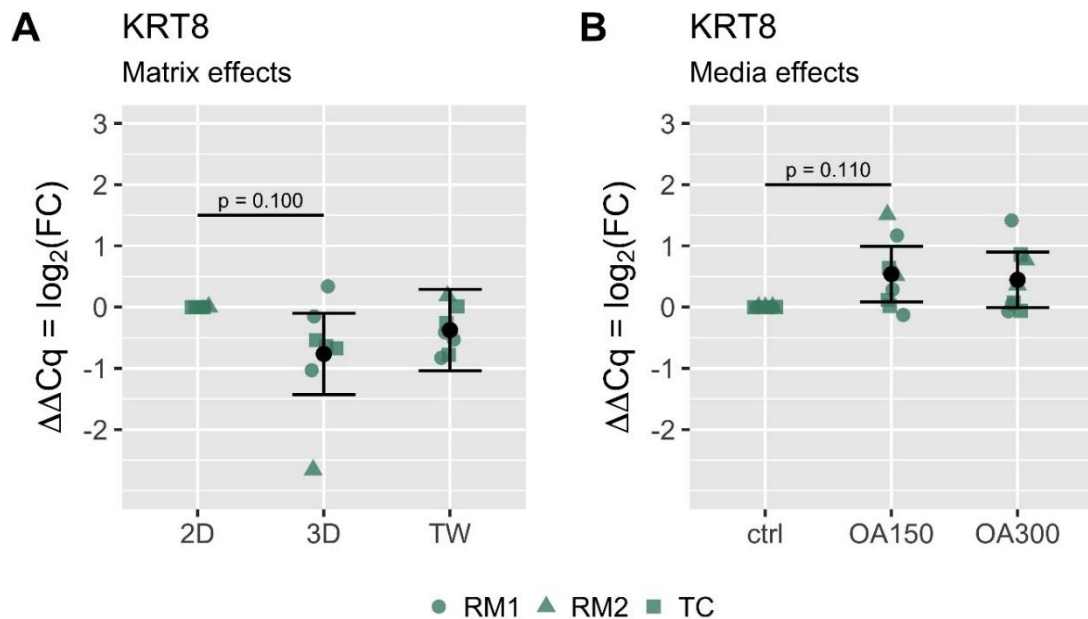 A
KRT8
Matrix effects
ΔΔCq = log₂(FC)
3
2
1
0
-1
-2
p = 0.100
2D 3D TW
B
KRT8
Media effects
ΔΔCq = log₂(FC)
3
2
1
0
-1
-2
p = 0.110
ctrl OA150 OA300
RM1 RM2 TC